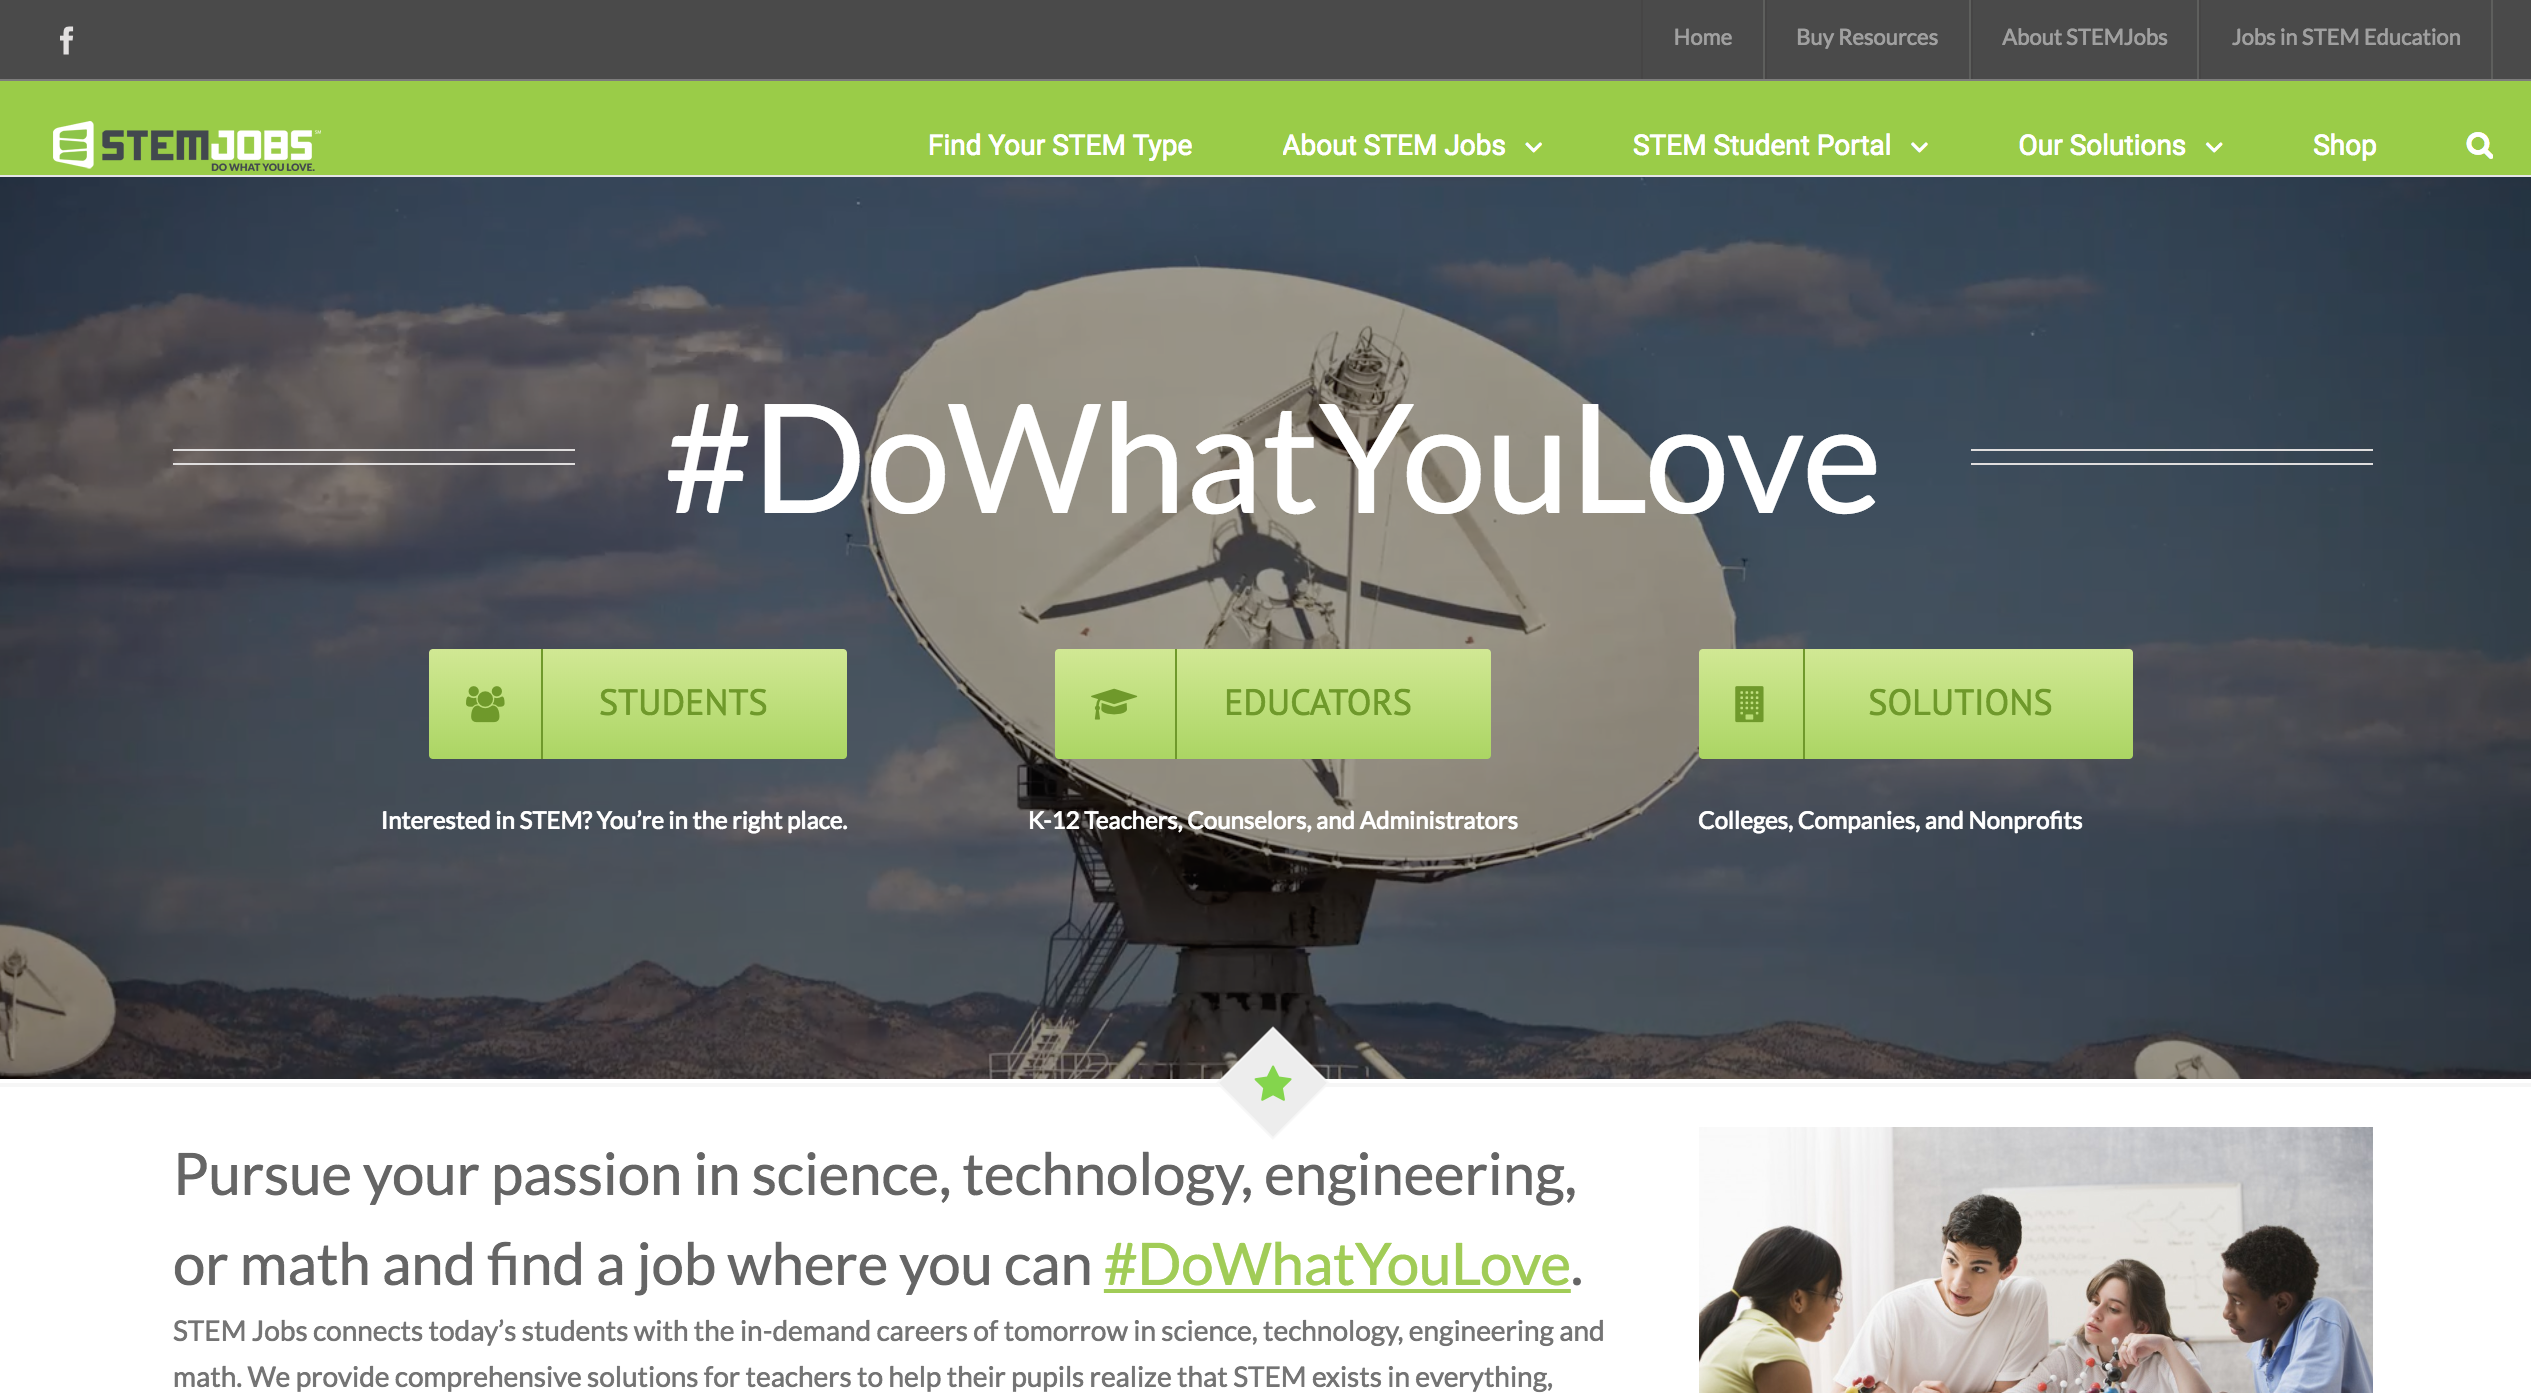 Home
Buy Resources
About STEMJobs
Jobs in STEM Education
STEMJOBS™
DO WHAT YOU LOVE.
Find Your STEM Type
About STEM Jobs
STEM Student Portal
Our Solutions
Shop
#DoWhatYouLove
STUDENTS
EDUCATORS
SOLUTIONS
Interested in STEM? You’re in the right place.
K-12 Teachers, Counselors, and Administrators
Colleges, Companies, and Nonprofits
Pursue your passion in science, technology, engineering,
or math and find a job where you can #DoWhatYouLove.
STEM Jobs connects today’s students with the in-demand careers of tomorrow in science, technology, engineering and
math. We provide comprehensive solutions for teachers to help their pupils realize that STEM exists in everything,